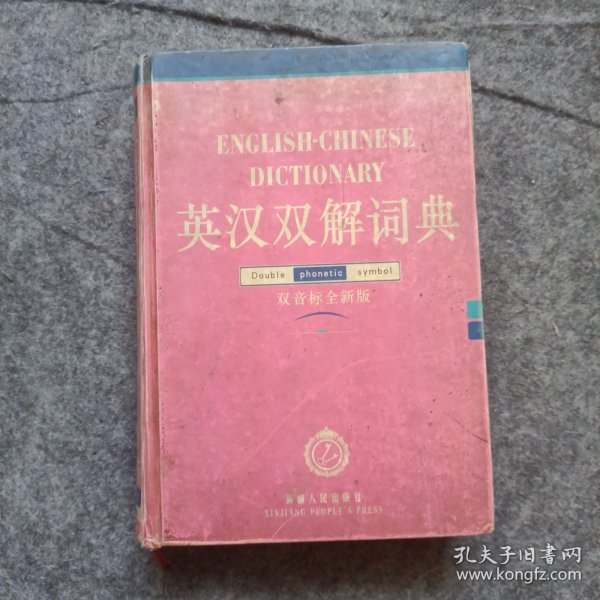 ENGLISH-CHINESE
DICTIONARY
英汉双解词典
Double phonetic symbol
双音标全新版
新疆人民出版社
XINJIANG PEOPLE'S PRESS
孔夫子旧书网
www.kongfz.com